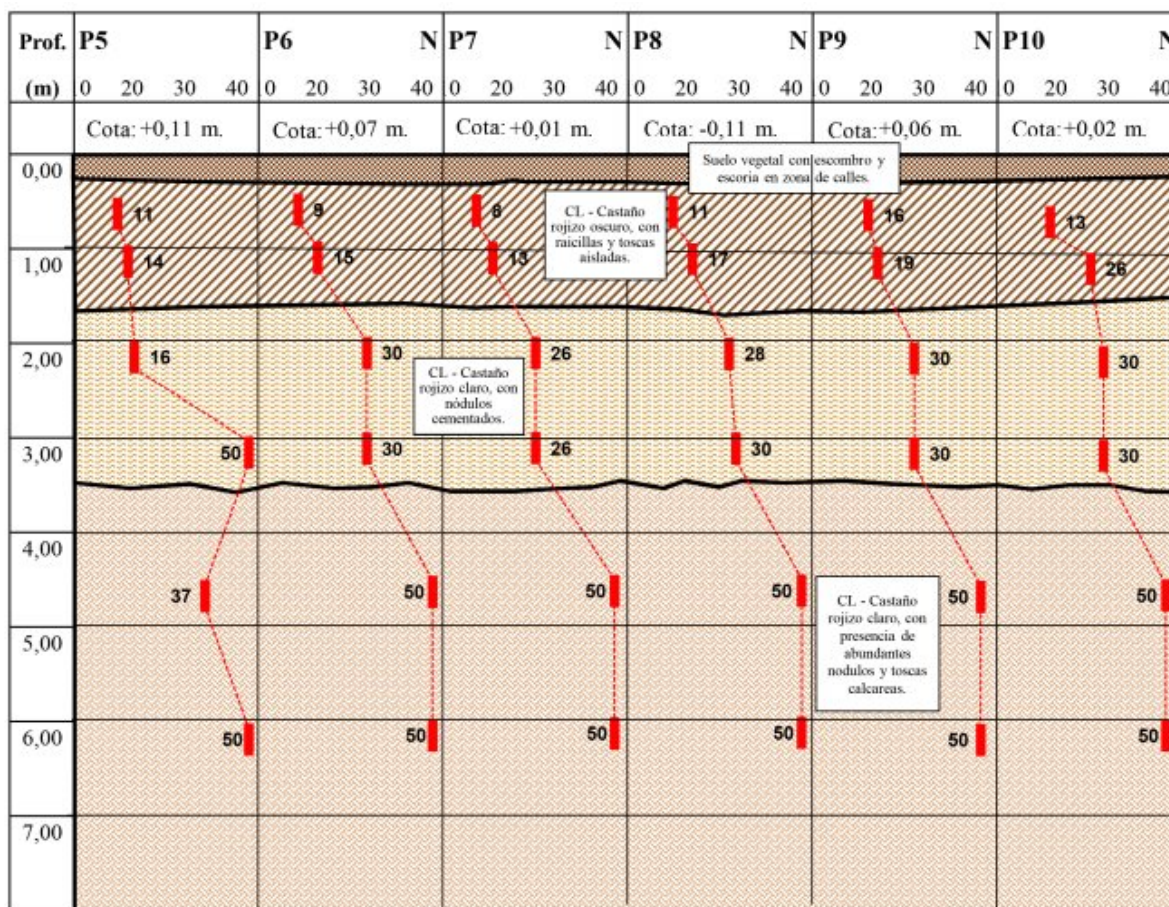 Prof. P5 P6 N P7 N P8 N P9 N P10 N
(m) 0 20 30 40 0 20 30 40 0 20 30 40 0 20 30 40 0 20 30 40 0 20 30 40
Cota: +0,11 m. Cota: +0,07 m. Cota: +0,01 m. Cota: -0,11 m. Cota: +0,06 m. Cota: +0,02 m.
0,00
Suelo vegetal con escombro y
escoria en zona de calles.
11 9 8 11 16 13
CL - Castaño
rojizo oscuro, con
raicillas y toscas
aisladas.
1,00
14 15 13 17 19 26
2,00
16 30 26 28 30 30
CL - Castaño
rojizo claro, con
nódulos
cementados.
3,00
50 30 26 30 30 30
4,00
37 50 50 50 50 50
CL - Castaño
rojizo claro, con
presencia de
abundantes
nodulos y toscas
calcareas.
5,00
6,00
50 50 50 50 50 50
7,00